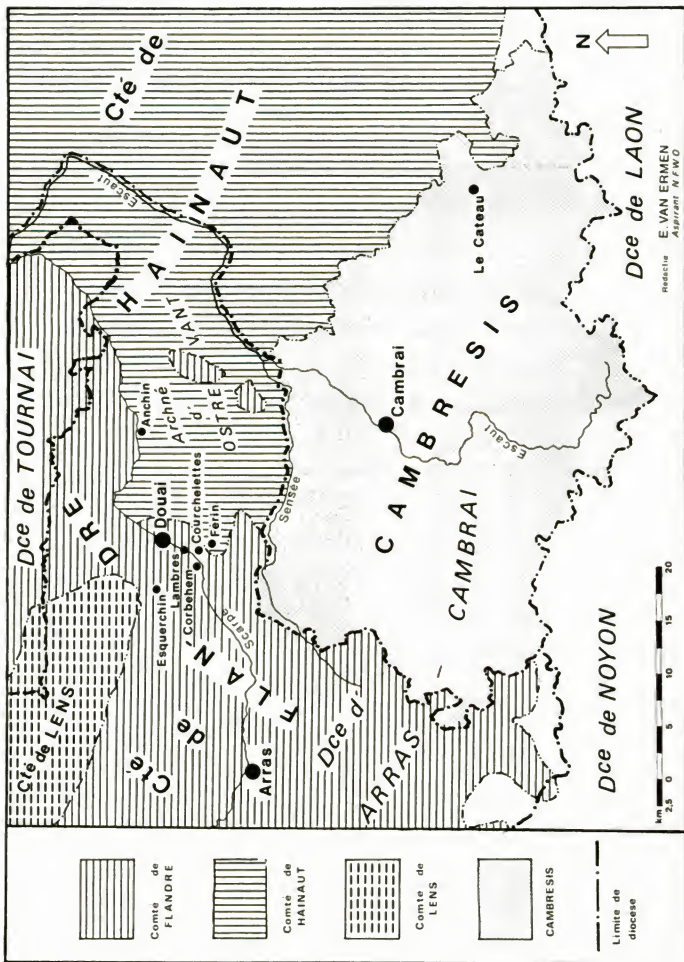 Dce de TOURNAI
Cté de LENS
Cté de
FLANDRE
Cté de
HAINAUT
Escaut
Anchin
Archné
d'
OSTREVANT
Douai
Esquerchin
Lambres
Courchelettes
Corbehem
Férin
Scarpe
Sensée
Arras
Dce d'
ARRAS
CAMBRESIS
Cambrai
Le Cateau
CAMBRAI
Escaut
Dce de NOYON
Dce de LAON
N
km 2,5 0 5 10 15 20
Redactie E. VAN ERMEN
Aspirant NFWO
Comté de
FLANDRE
Comté de
HAINAUT
Comté de
LENS
CAMBRESIS
Limite de
diocese